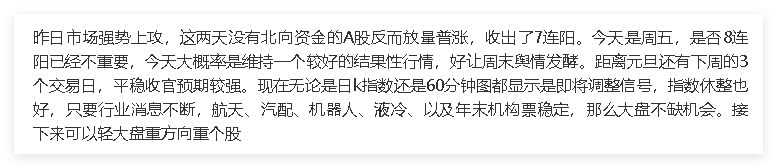 昨日市场强势上攻，这两天没有北向资金的A股反而放量普涨，收出了7连阳。今天是周五，是否8连
阳已经不重要，今天大概率是维持一个较好的结果性行情，好让周末舆情发酵。距离元旦还有下周的3
个交易日，平稳收官预期较强。现在无论是日k指数还是60分钟图都显示是即将调整信号，指数休整也
好，只要行业消息不断，航天、汽配、机器人、液冷、以及年末机构票稳定，那么大盘不缺机会。接
下来可以轻大盘重方向重个股